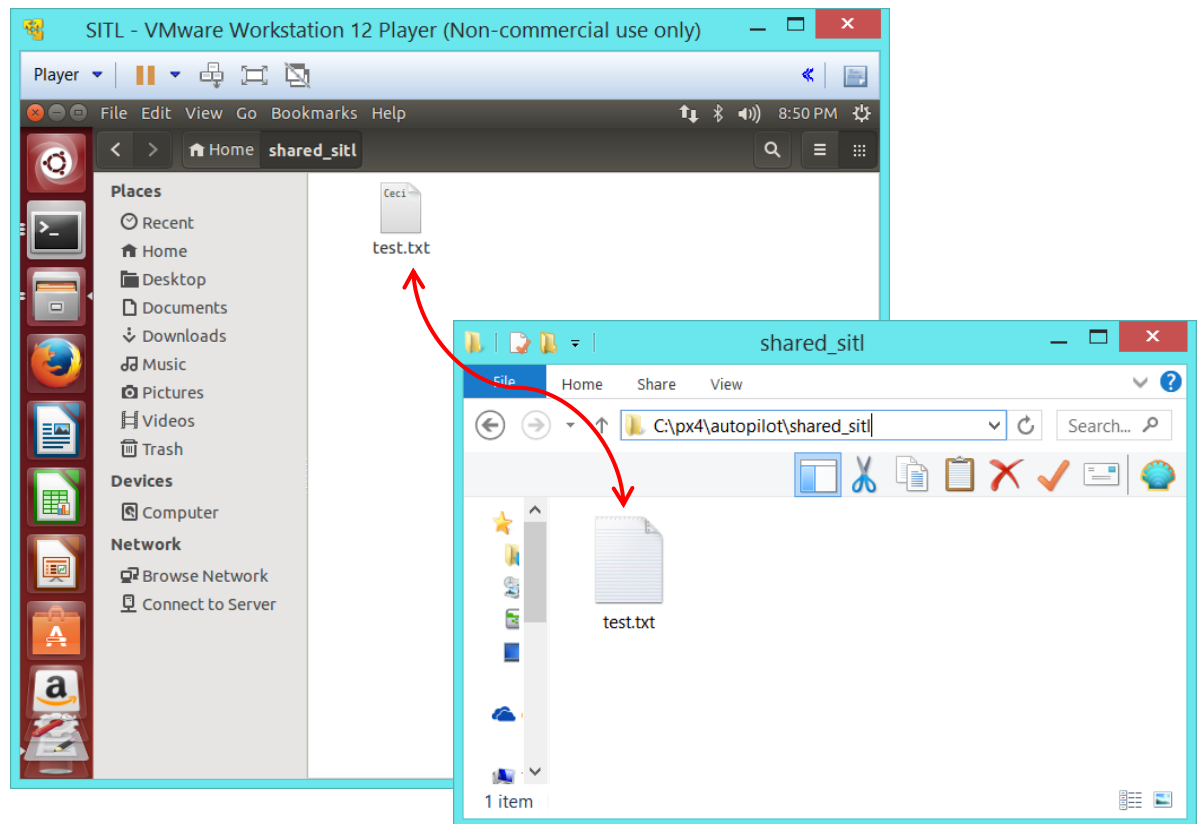 SITL - VMware Workstation 12 Player (Non-commercial use only)
Player
File Edit View Go Bookmarks Help 8:50 PM
Home shared_sitl
Places
Recent
Home
Desktop
Documents
Downloads
Music
Pictures
Videos
Trash
Devices
Computer
Network
Browse Network
Connect to Server
Ceci
test.txt
shared_sitl
File Home Share View
C:\px4\autopilot\shared_sitl Search...
test.txt
1 item